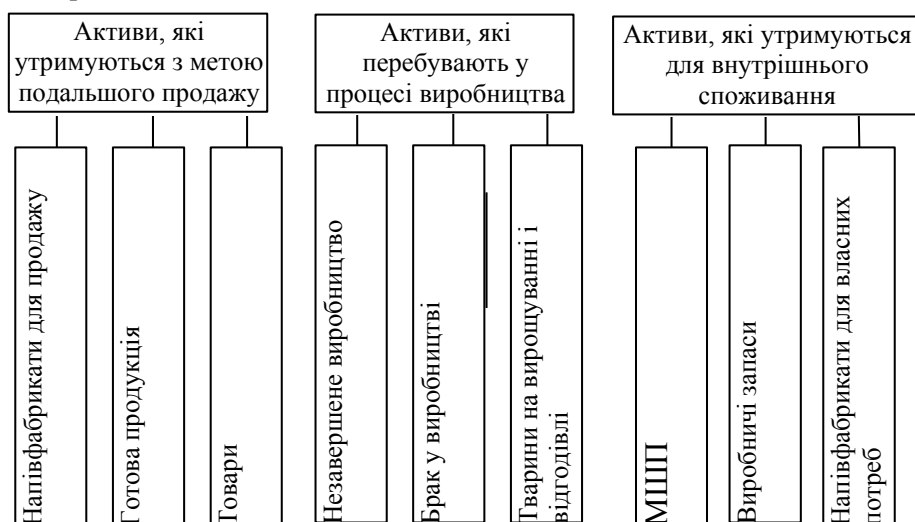 Активи, які
утримуються з метою
подальшого продажу
Активи, які
перебувають у
процесі виробництва
Активи, які утримуються
для внутрішнього
споживання
Напівфабрикати для продажу
Готова продукція
Товари
Незавершене виробництво
Брак у виробництві
Тварини на вирощуванні і
відгодівлі
МШП
Виробничі запаси
Напівфабрикати для власних
потреб